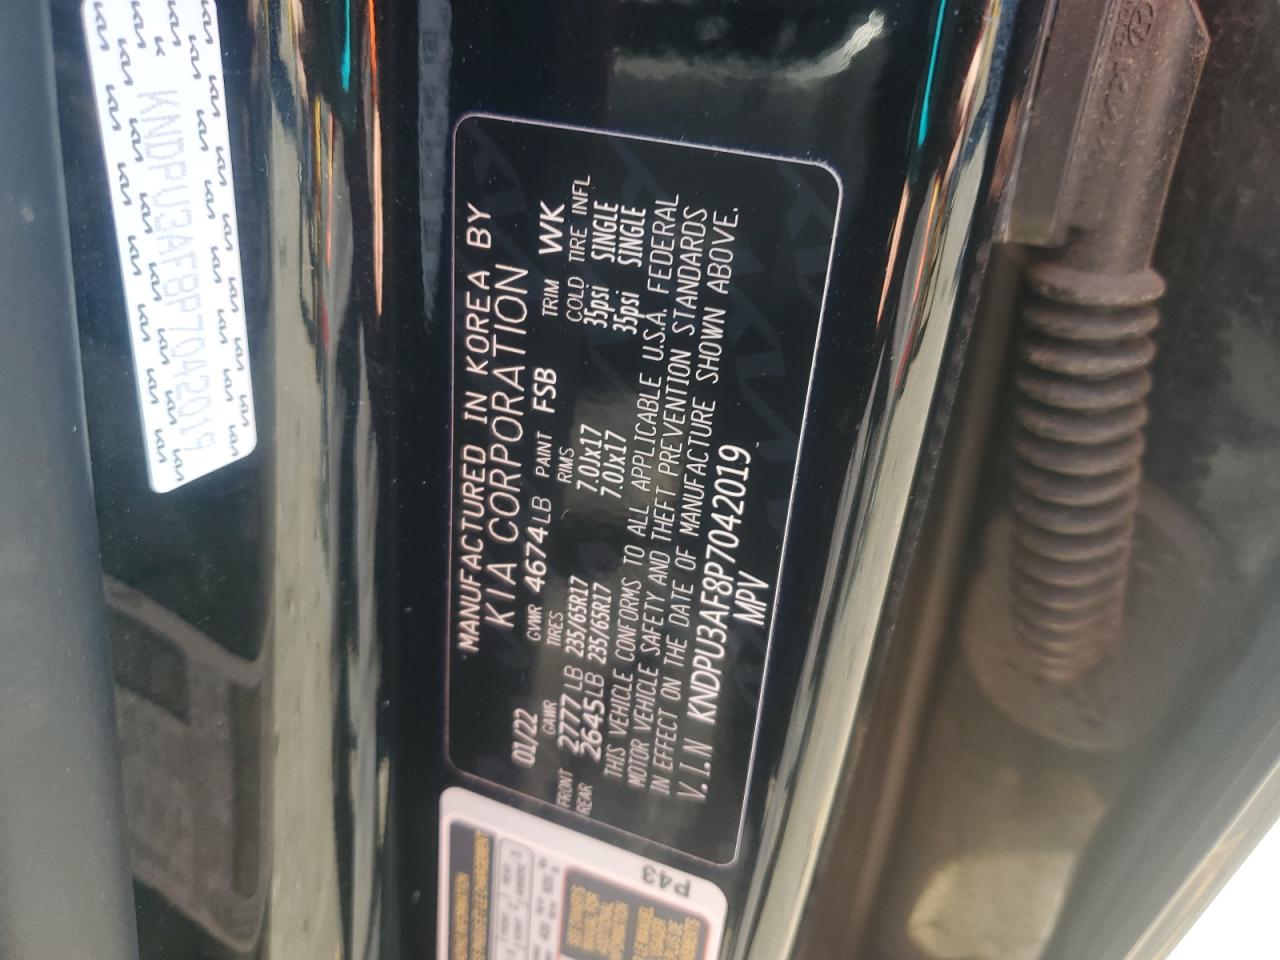 MANUFACTURED IN KOREA BY
KIA CORPORATION
01/22 GVWR 4674LB PAINT FSB TRIM WK
GAWR TIRES RIMS COLD TIRE INFL
FRONT 2777LB 235/65R17 7.0Jx17 35psi SINGLE
REAR 2645LB 235/65R17 7.0Jx17 35psi SINGLE
THIS VEHICLE CONFORMS TO ALL APPLICABLE U.S.A. FEDERAL
MOTOR VEHICLE SAFETY AND THEFT PREVENTION STANDARDS
IN EFFECT ON THE DATE OF MANUFACTURE SHOWN ABOVE.
V.I.N KNDPU3AF8P7042019
MPV
KNDPU3AF8P7042019
P43